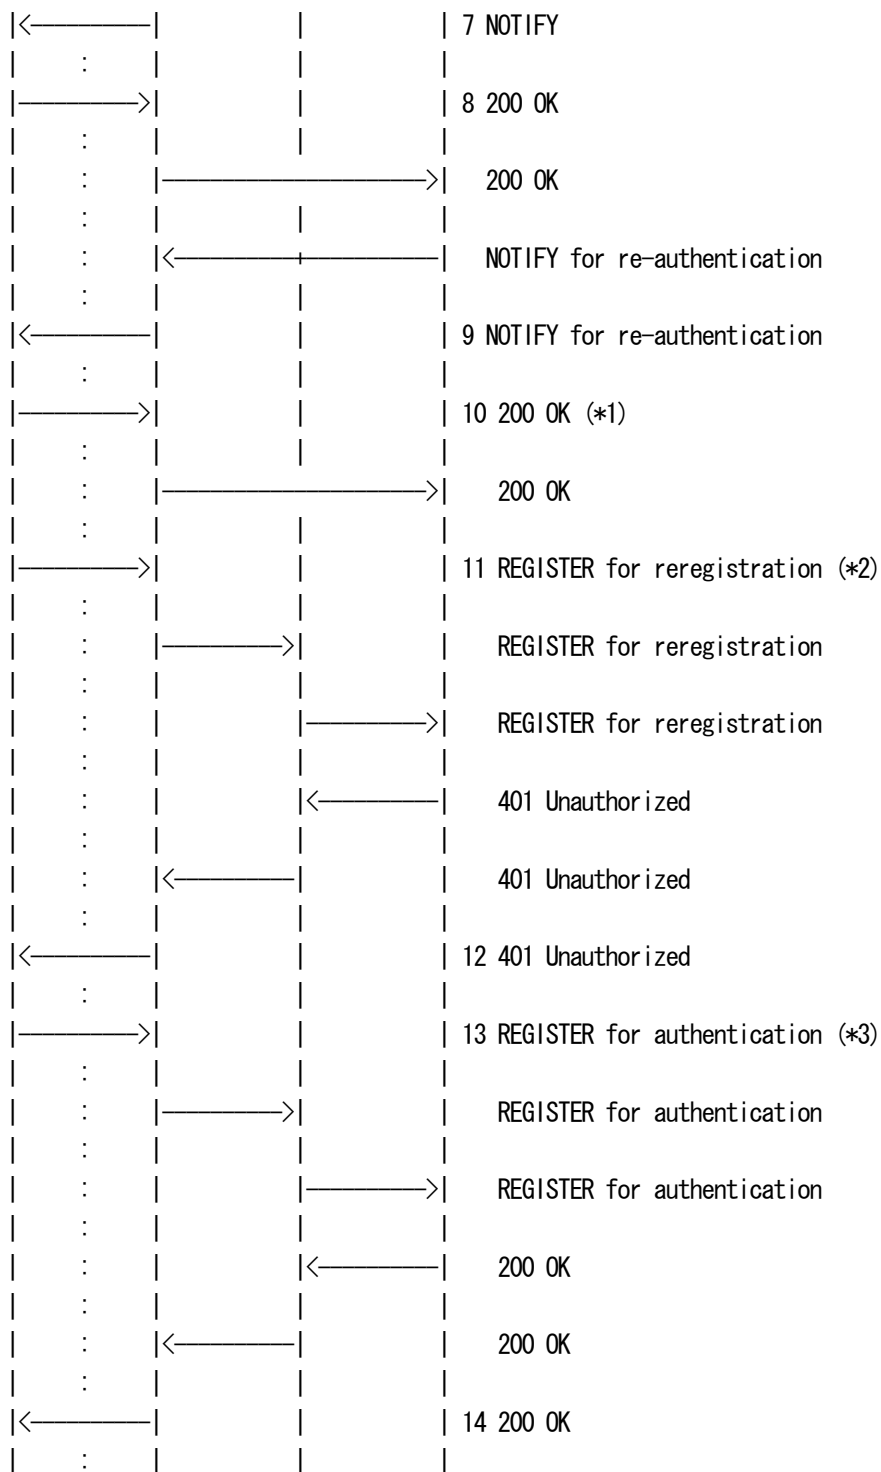 7 NOTIFY
8 200 OK
200 OK
NOTIFY for re-authentication
9 NOTIFY for re-authentication
10 200 OK (*1)
200 OK
11 REGISTER for reregistration (*2)
REGISTER for reregistration
REGISTER for reregistration
401 Unauthorized
401 Unauthorized
12 401 Unauthorized
13 REGISTER for authentication (*3)
REGISTER for authentication
REGISTER for authentication
200 OK
200 OK
14 200 OK